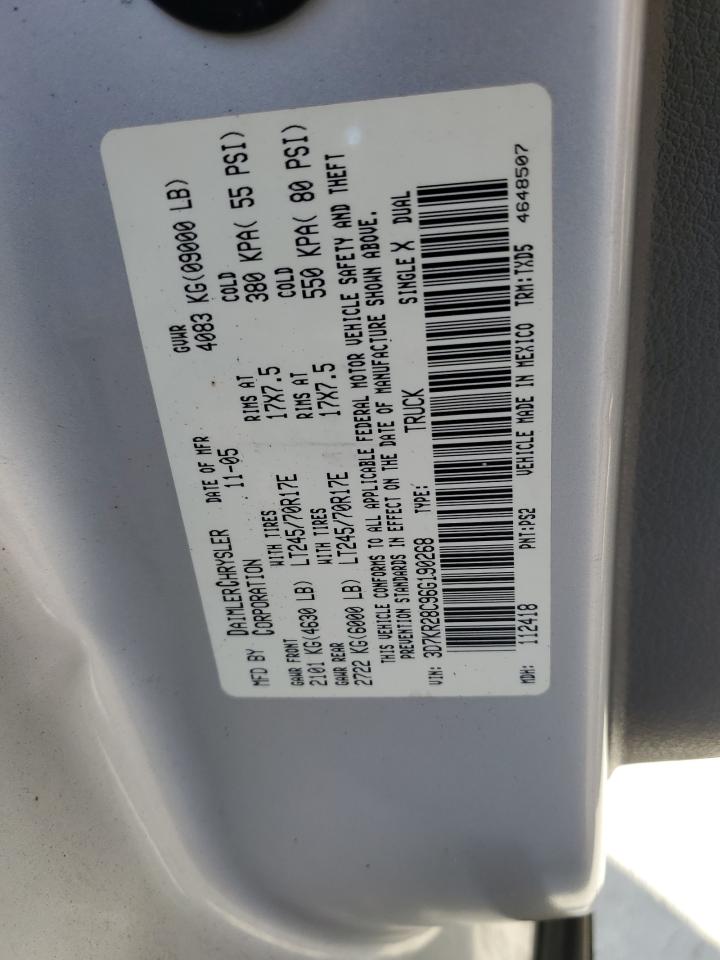 MFD BY DAIMLERCHRYSLER CORPORATION DATE OF MFR 11-05 GVWR 4083 KG(09000 LB)
GAWR FRONT WITH TIRES RIMS AT COLD
2101 KG(4630 LB) LT245/70R17E 17X7.5 380 KPA( 55 PSI)
GAWR REAR WITH TIRES RIMS AT COLD
2722 KG(6000 LB) LT245/70R17E 17X7.5 550 KPA( 80 PSI)
THIS VEHICLE CONFORMS TO ALL APPLICABLE FEDERAL MOTOR VEHICLE SAFETY AND THEFT
PREVENTION STANDARDS IN EFFECT ON THE DATE OF MANUFACTURE SHOWN ABOVE.
VIN: 3D7KR28C96G190268 TYPE: TRUCK SINGLE X DUAL
MDH: 112418 PNT:PS2 VEHICLE MADE IN MEXICO TRM:TXD5 4648507